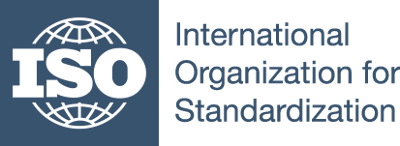 ISO
International
Organization for
Standardization